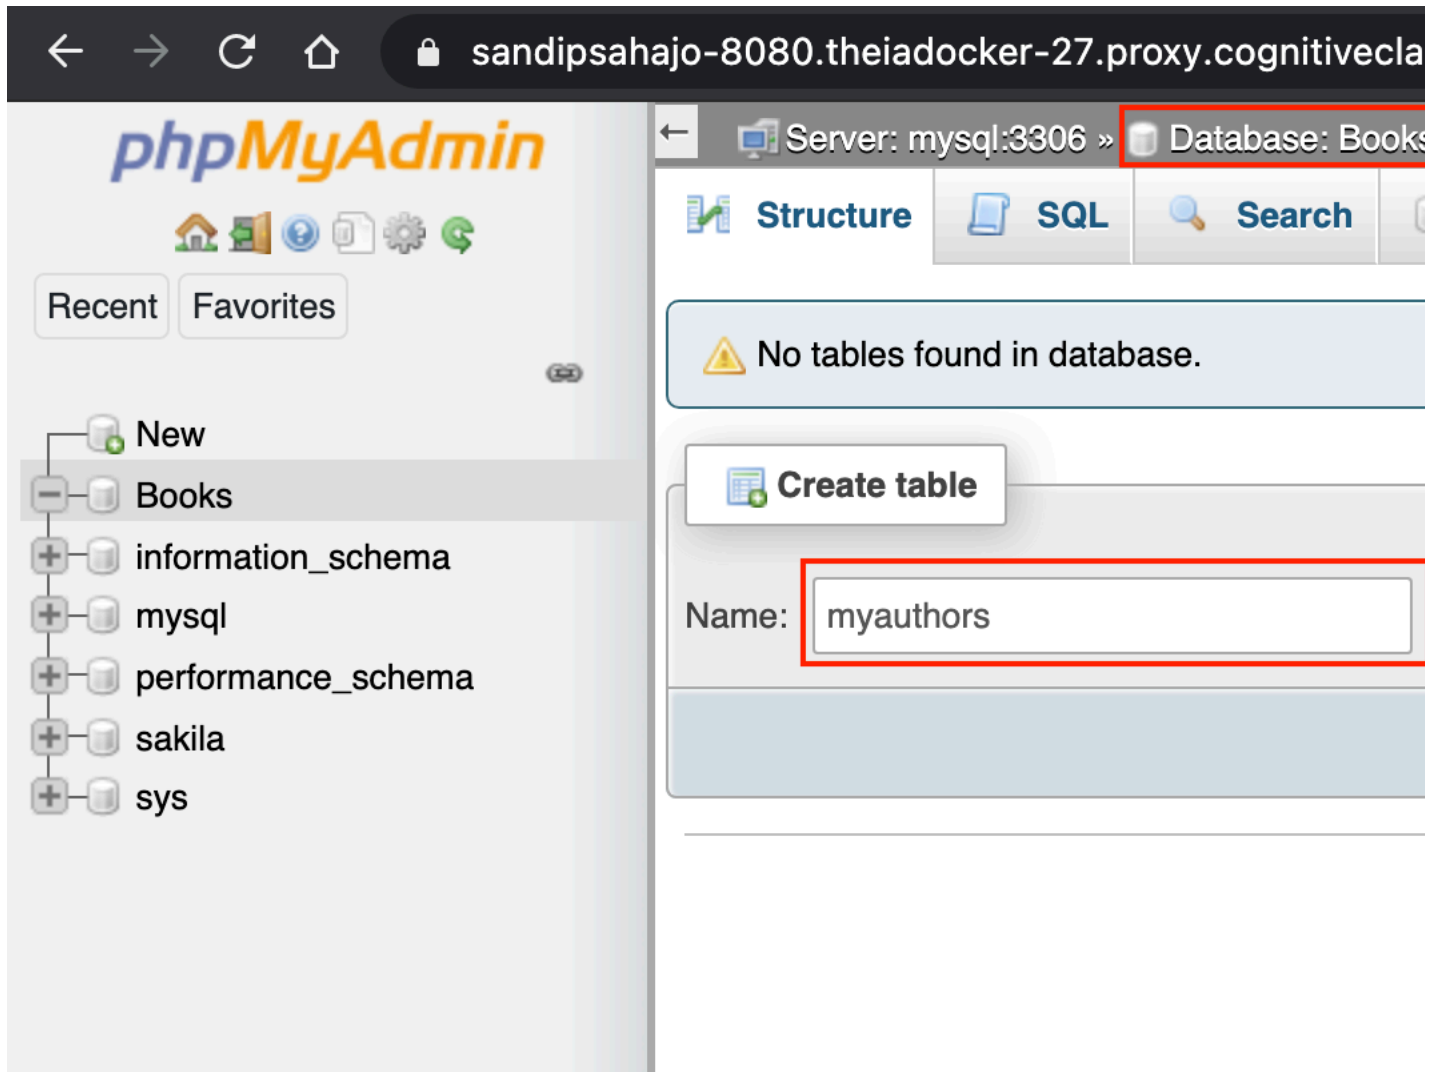 sandipsahajo-8080.theiadocker-27.proxy.cognitivecla
phpMyAdmin
Recent Favorites
New
Books
information_schema
mysql
performance_schema
sakila
sys
Server: mysql:3306 » Database: Books
Structure SQL Search
No tables found in database.
Create table
Name: myauthors